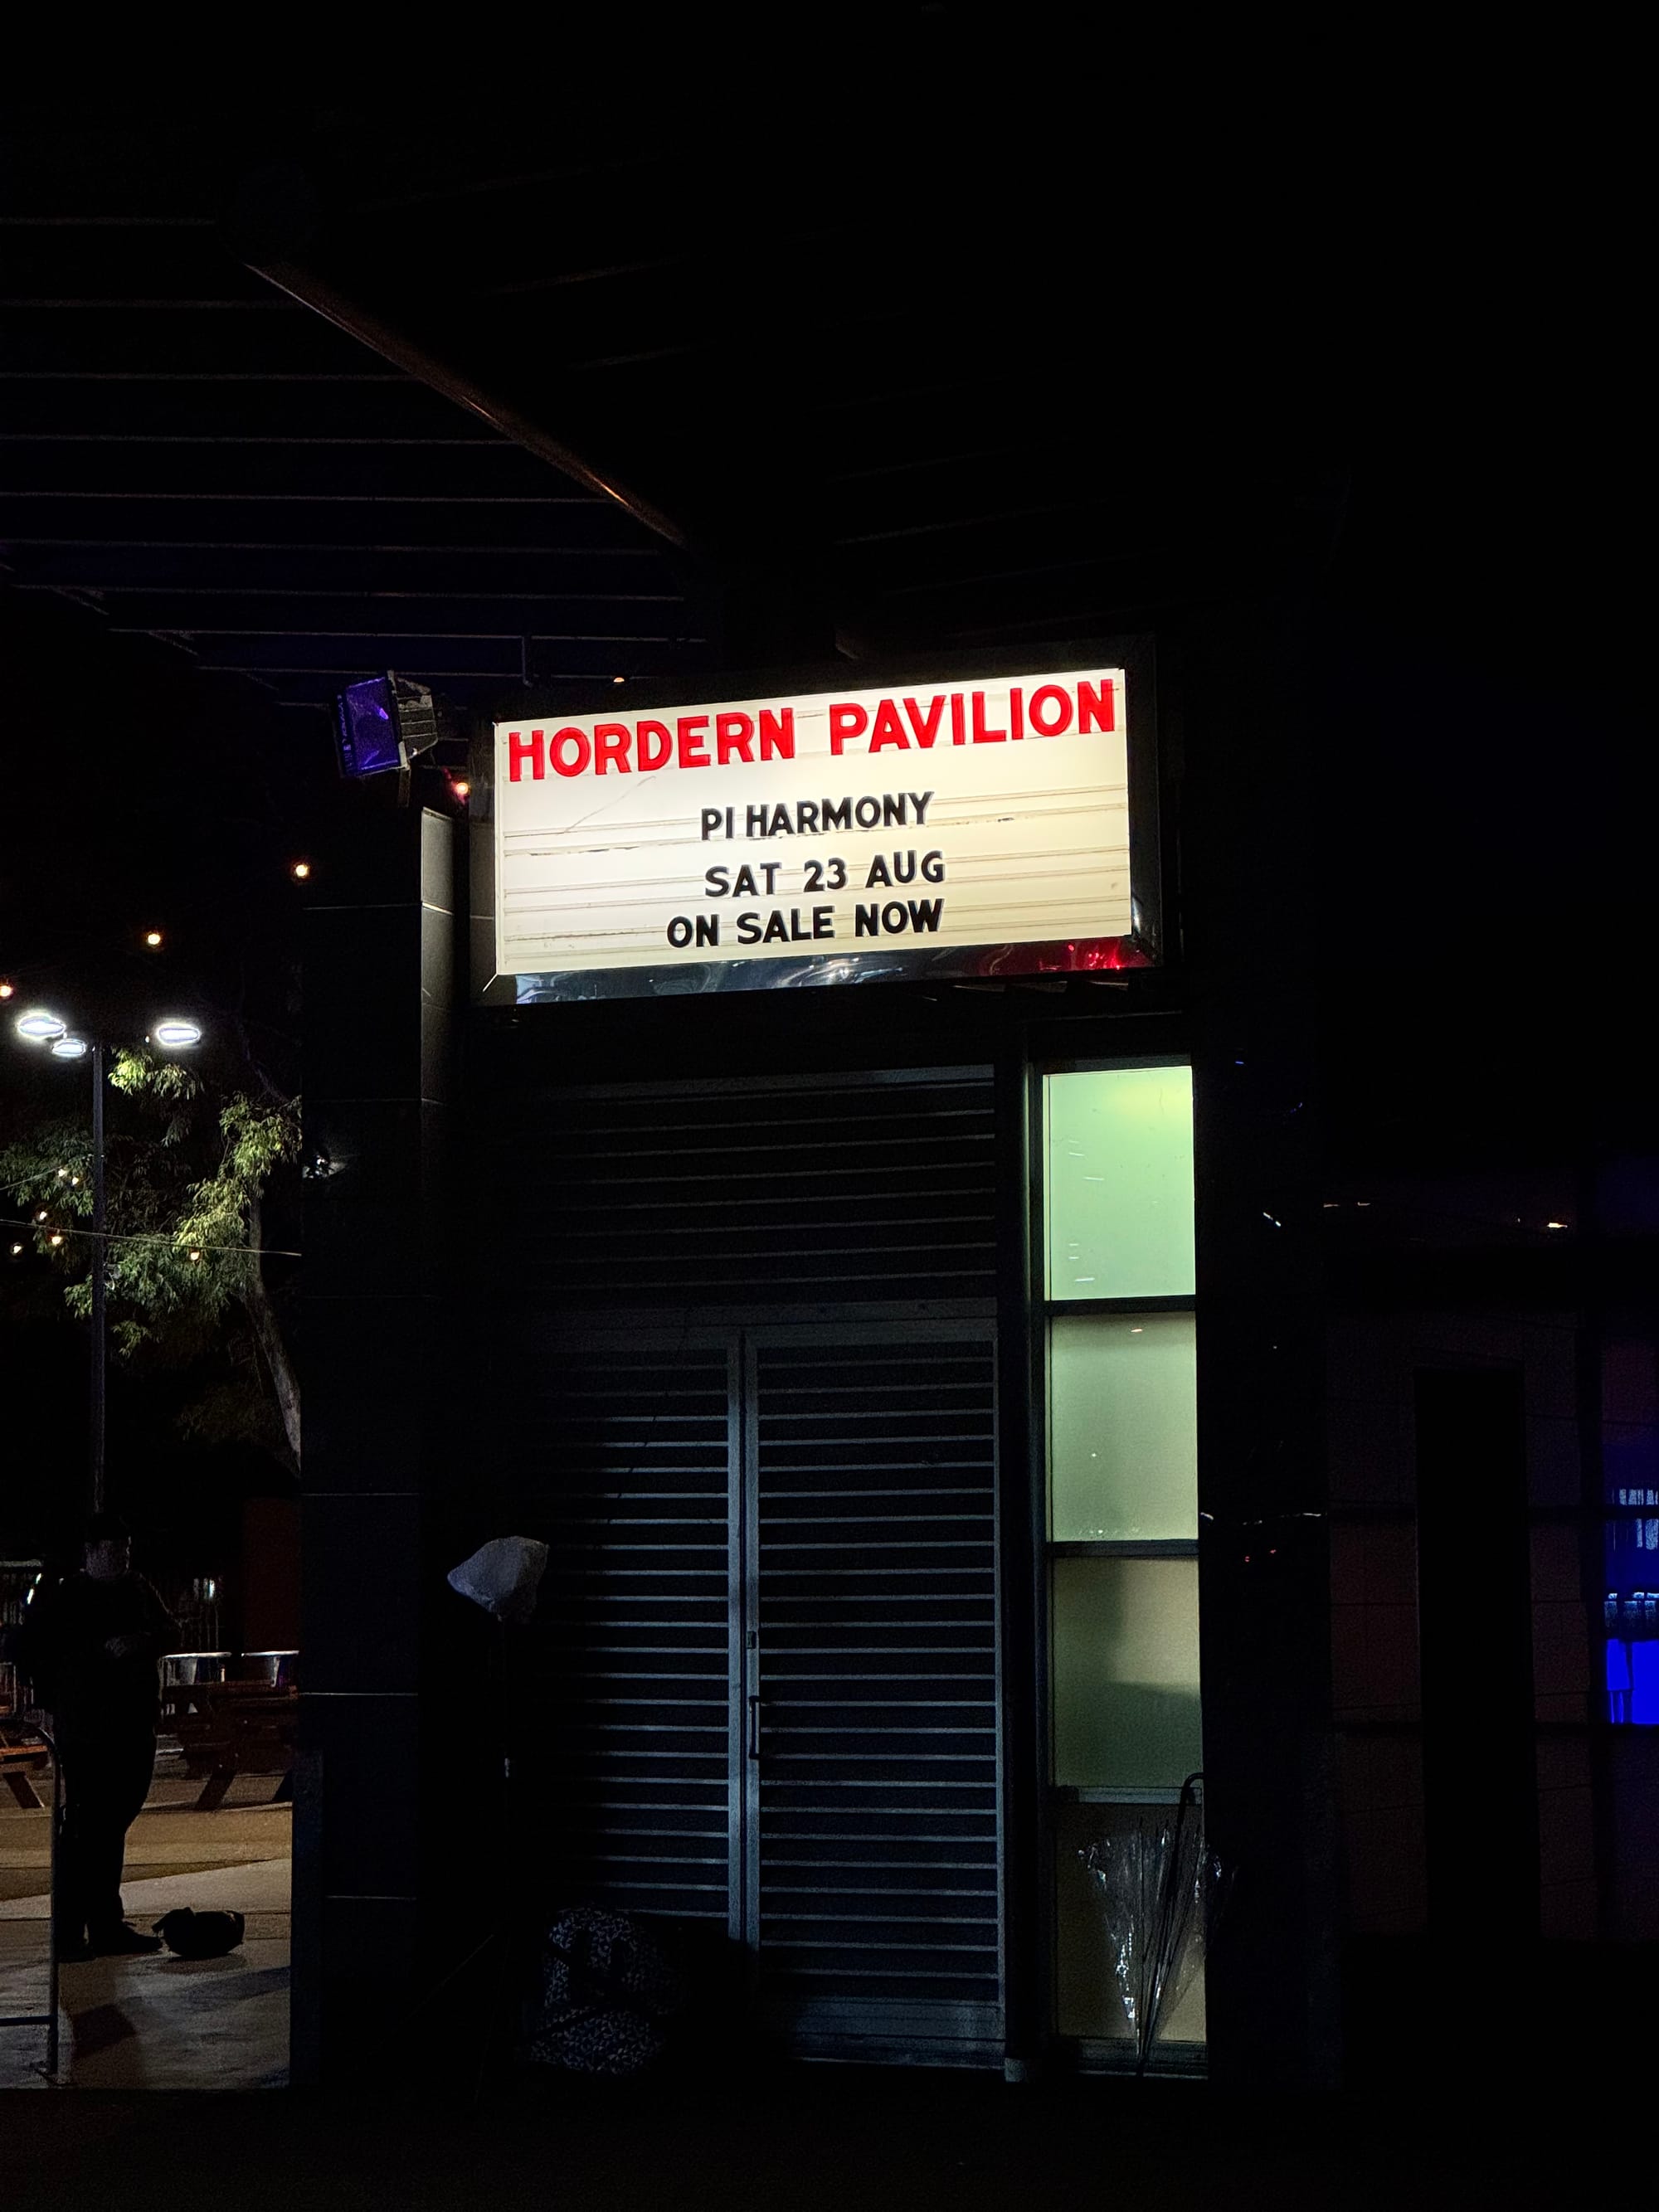 HORDERN PAVILION
PI HARMONY
SAT 23 AUG
ON SALE NOW